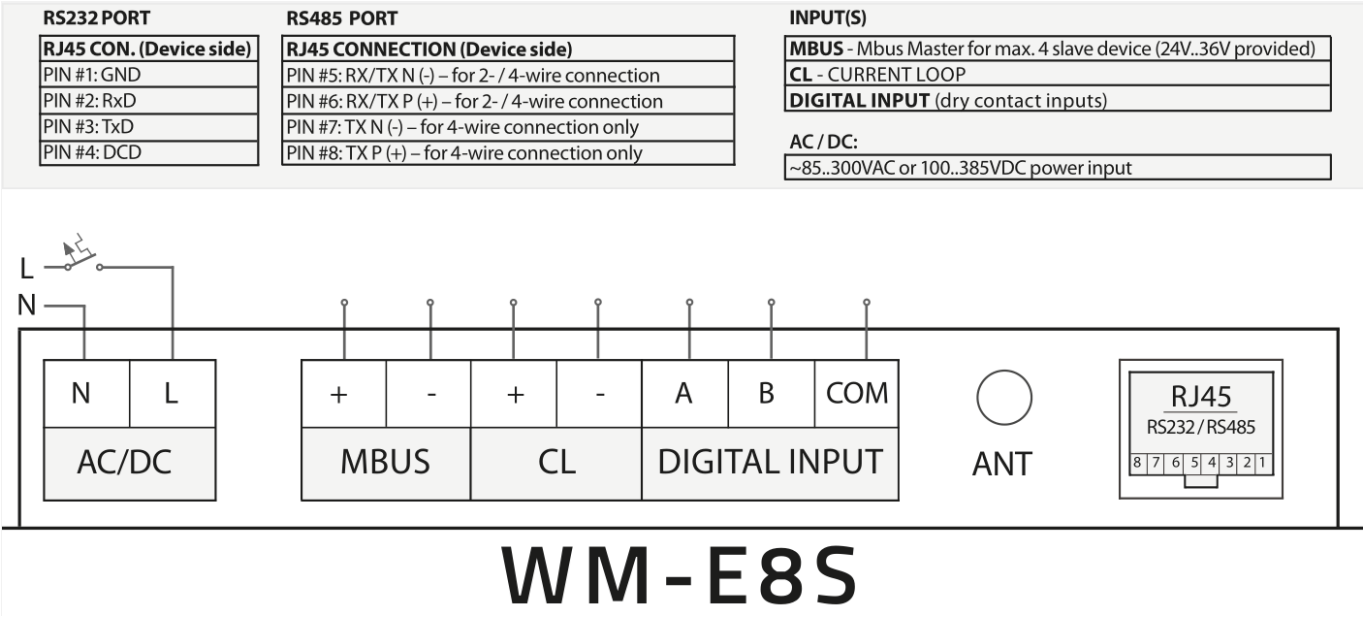 RS232 PORT
RJ45 CON. (Device side)
PIN #1: GND
PIN #2: RxD
PIN #3: TxD
PIN #4: DCD
RS485 PORT
RJ45 CONNECTION (Device side)
PIN #5: RX/TX N (-) – for 2- / 4-wire connection
PIN #6: RX/TX P (+) – for 2- / 4-wire connection
PIN #7: TX N (-) – for 4-wire connection only
PIN #8: TX P (+) – for 4-wire connection only
INPUT(S)
MBUS - Mbus Master for max. 4 slave device (24V..36V provided)
CL - CURRENT LOOP
DIGITAL INPUT (dry contact inputs)
AC / DC:
~85..300VAC or 100..385VDC power input
L
N
N L + - + - A B COM
AC/DC MBUS CL DIGITAL INPUT
ANT
RJ45
RS232 / RS485
8 7 6 5 4 3 2 1
WM-E8S